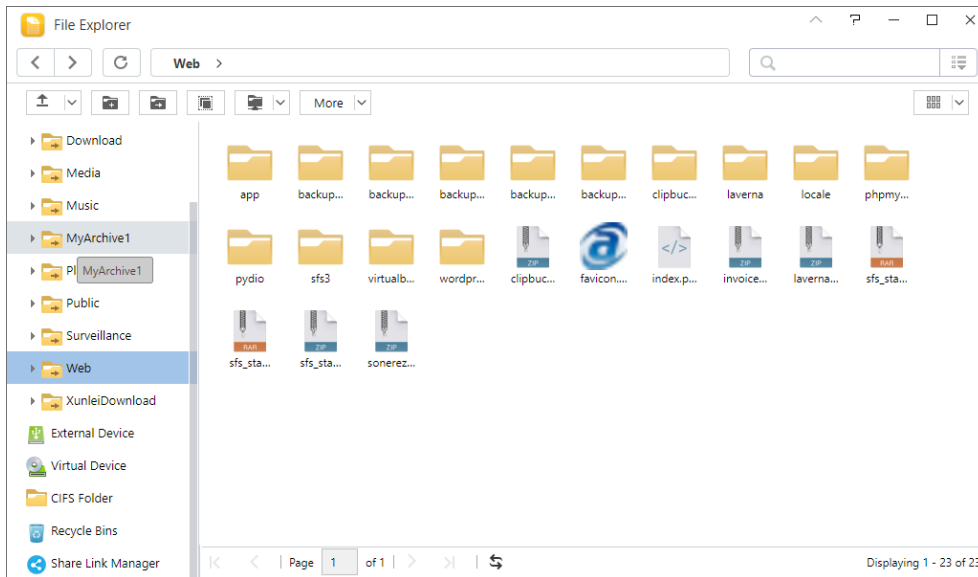 File Explorer
Web >
More
Download
Media
Music
MyArchive1
Pl
MyArchive1
Public
Surveillance
Web
XunleiDownload
External Device
Virtual Device
CIFS Folder
Recycle Bins
Share Link Manager
app backup... backup... backup... backup... backup... clipbuc... laverna locale phpmy...
ZIP ZIP ZIP RAR
pydio sfs3 virtualb... wordpr... clipbuc... favicon.... index.p... invoice... laverna... sfs_sta...
RAR ZIP ZIP
sfs_sta... sfs_sta... sonerez...
Page 1 of 1
Displaying 1 - 23 of 23